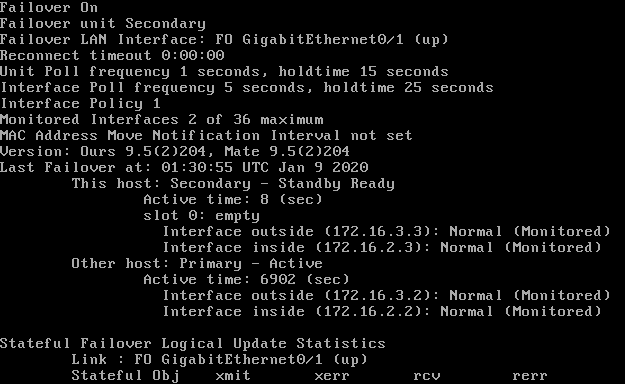 Failover On
Failover unit Secondary
Failover LAN Interface: FO GigabitEthernet0/1 (up)
Reconnect timeout 0:00:00
Unit Poll frequency 1 seconds, holdtime 15 seconds
Interface Poll frequency 5 seconds, holdtime 25 seconds
Interface Policy 1
Monitored Interfaces 2 of 36 maximum
MAC Address Move Notification Interval not set
Version: Ours 9.5(2)204, Mate 9.5(2)204
Last Failover at: 01:30:55 UTC Jan 9 2020
This host: Secondary - Standby Ready
Active time: 8 (sec)
slot 0: empty
Interface outside (172.16.3.3): Normal (Monitored)
Interface inside (172.16.2.3): Normal (Monitored)
Other host: Primary - Active
Active time: 6902 (sec)
Interface outside (172.16.3.2): Normal (Monitored)
Interface inside (172.16.2.2): Normal (Monitored)
Stateful Failover Logical Update Statistics
Link : FO GigabitEthernet0/1 (up)
Stateful Obj xmit xerr rcv rerr